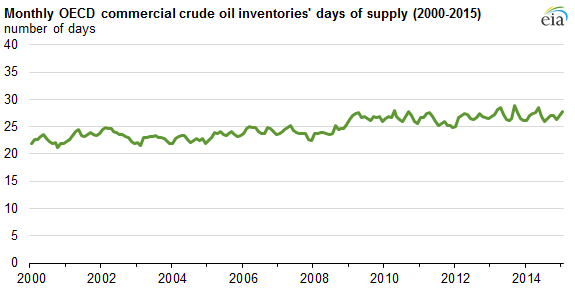 Monthly OECD commercial crude oil inventories' days of supply (2000-2015)
number of days
eia
40
35
30
25
20
15
10
5
0
2000 2002 2004 2006 2008 2010 2012 2014